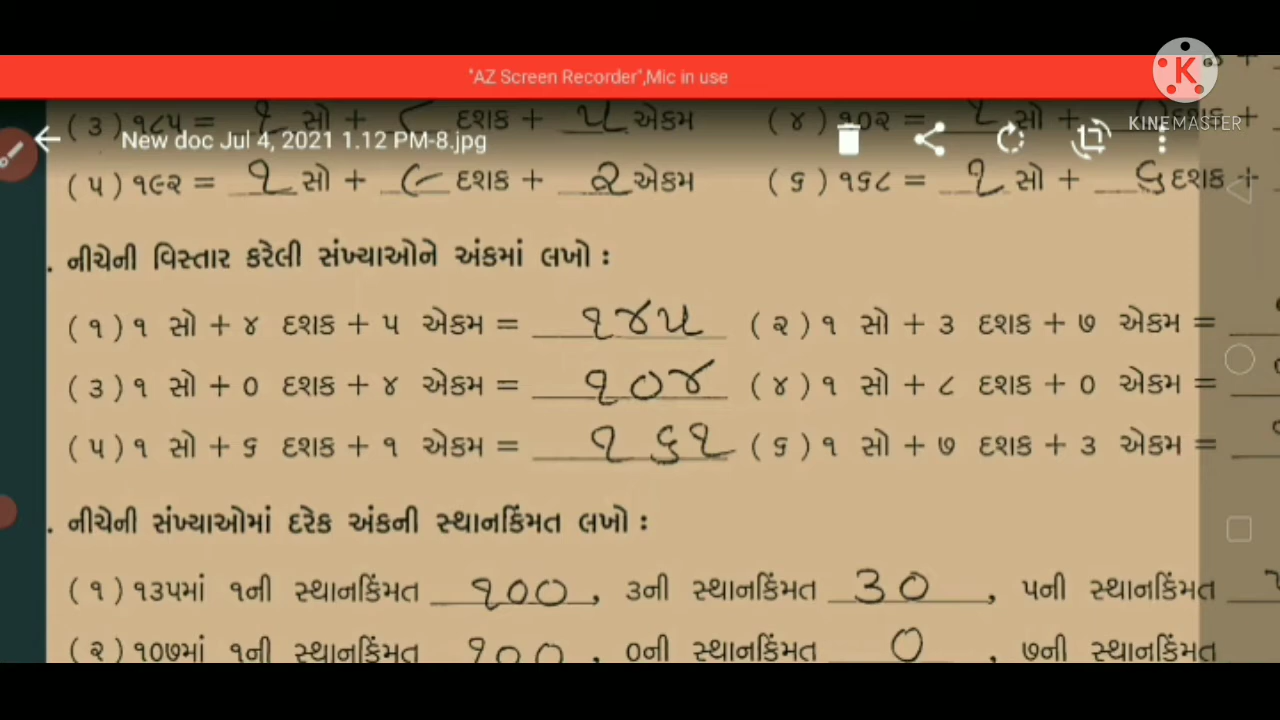 "AZ Screen Recorder",Mic in use
KINEMASTER
New doc Jul 4, 2021 1.12 PM-8.jpg
(૩) ૧૮૫ = ૧ સો + ૮ દશક + ૫ એકમ (૪) ૧૦૨ = ૧ સો + ૦ દશક +
(૫) ૧૯૨ = ૧ સો + ૯ દશક + ૨ એકમ (૬) ૧૬૮ = ૧ સો + ૬ દશક +
. નીચેની વિસ્તાર કરેલી સંખ્યાઓને અંકમાં લખો :
(૧) ૧ સો + ૪ દશક + ૫ એકમ = ૧૪૫ (૨) ૧ સો + ૩ દશક + ૭ એકમ =
(૩) ૧ સો + ૦ દશક + ૪ એકમ = ૧૦૪ (૪) ૧ સો + ૮ દશક + ૦ એકમ =
(૫) ૧ સો + ૬ દશક + ૧ એકમ = ૧૬૧ (૬) ૧ સો + ૭ દશક + ૩ એકમ =
. નીચેની સંખ્યાઓમાં દરેક અંકની સ્થાનકિંમત લખો :
(૧) ૧૩૫માં ૧ની સ્થાનકિંમત ૧૦૦, ૩ની સ્થાનકિંમત ૩૦, ૫ની સ્થાનકિંમત
(૨) ૧૦૭માં ૧ની સ્થાનકિંમત ૧૦૦, ૦ની સ્થાનકિંમત ૦, ૭ની સ્થાનકિંમત